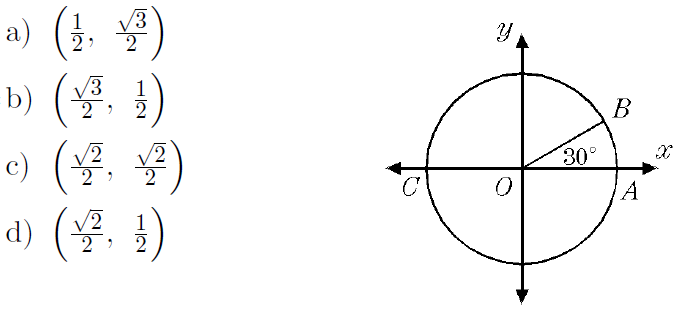 a) (1/2, √3/2)
b) (√3/2, 1/2)
c) (√2/2, √2/2)
d) (√2/2, 1/2)
y
B
30°
x
C
O
A